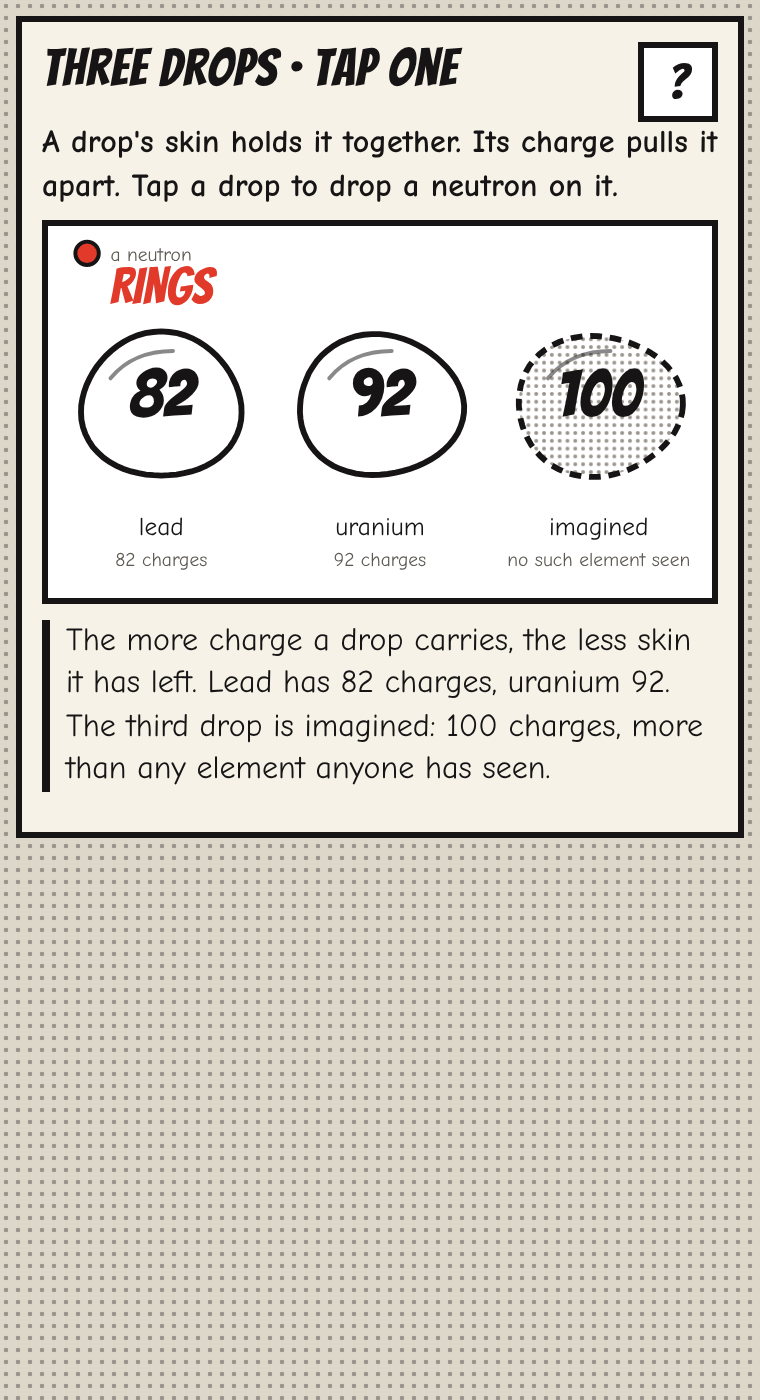 THREE DROPS · TAP ONE
?
A drop's skin holds it together. Its charge pulls it
apart. Tap a drop to drop a neutron on it.
a neutron
RINGS
82
92
100
lead
uranium
imagined
82 charges
92 charges
no such element seen
The more charge a drop carries, the less skin
it has left. Lead has 82 charges, uranium 92.
The third drop is imagined: 100 charges, more
than any element anyone has seen.